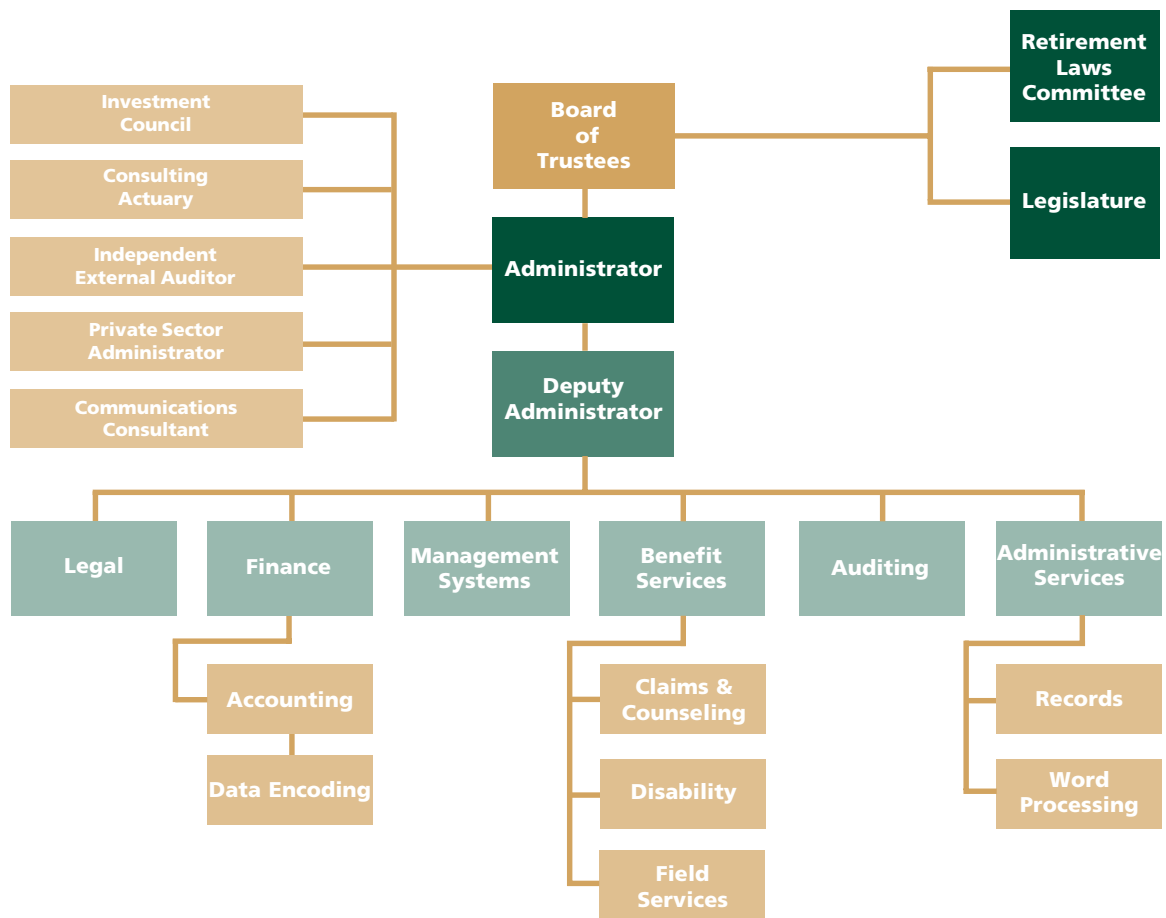 Retirement
Laws
Committee
Investment
Council
Board
of
Trustees
Consulting
Actuary
Legislature
Independent
External Auditor
Administrator
Private Sector
Administrator
Deputy
Administrator
Communications
Consultant
Legal
Finance
Management
Systems
Benefit
Services
Auditing
Administrative
Services
Accounting
Claims &
Counseling
Records
Data Encoding
Disability
Word
Processing
Field
Services